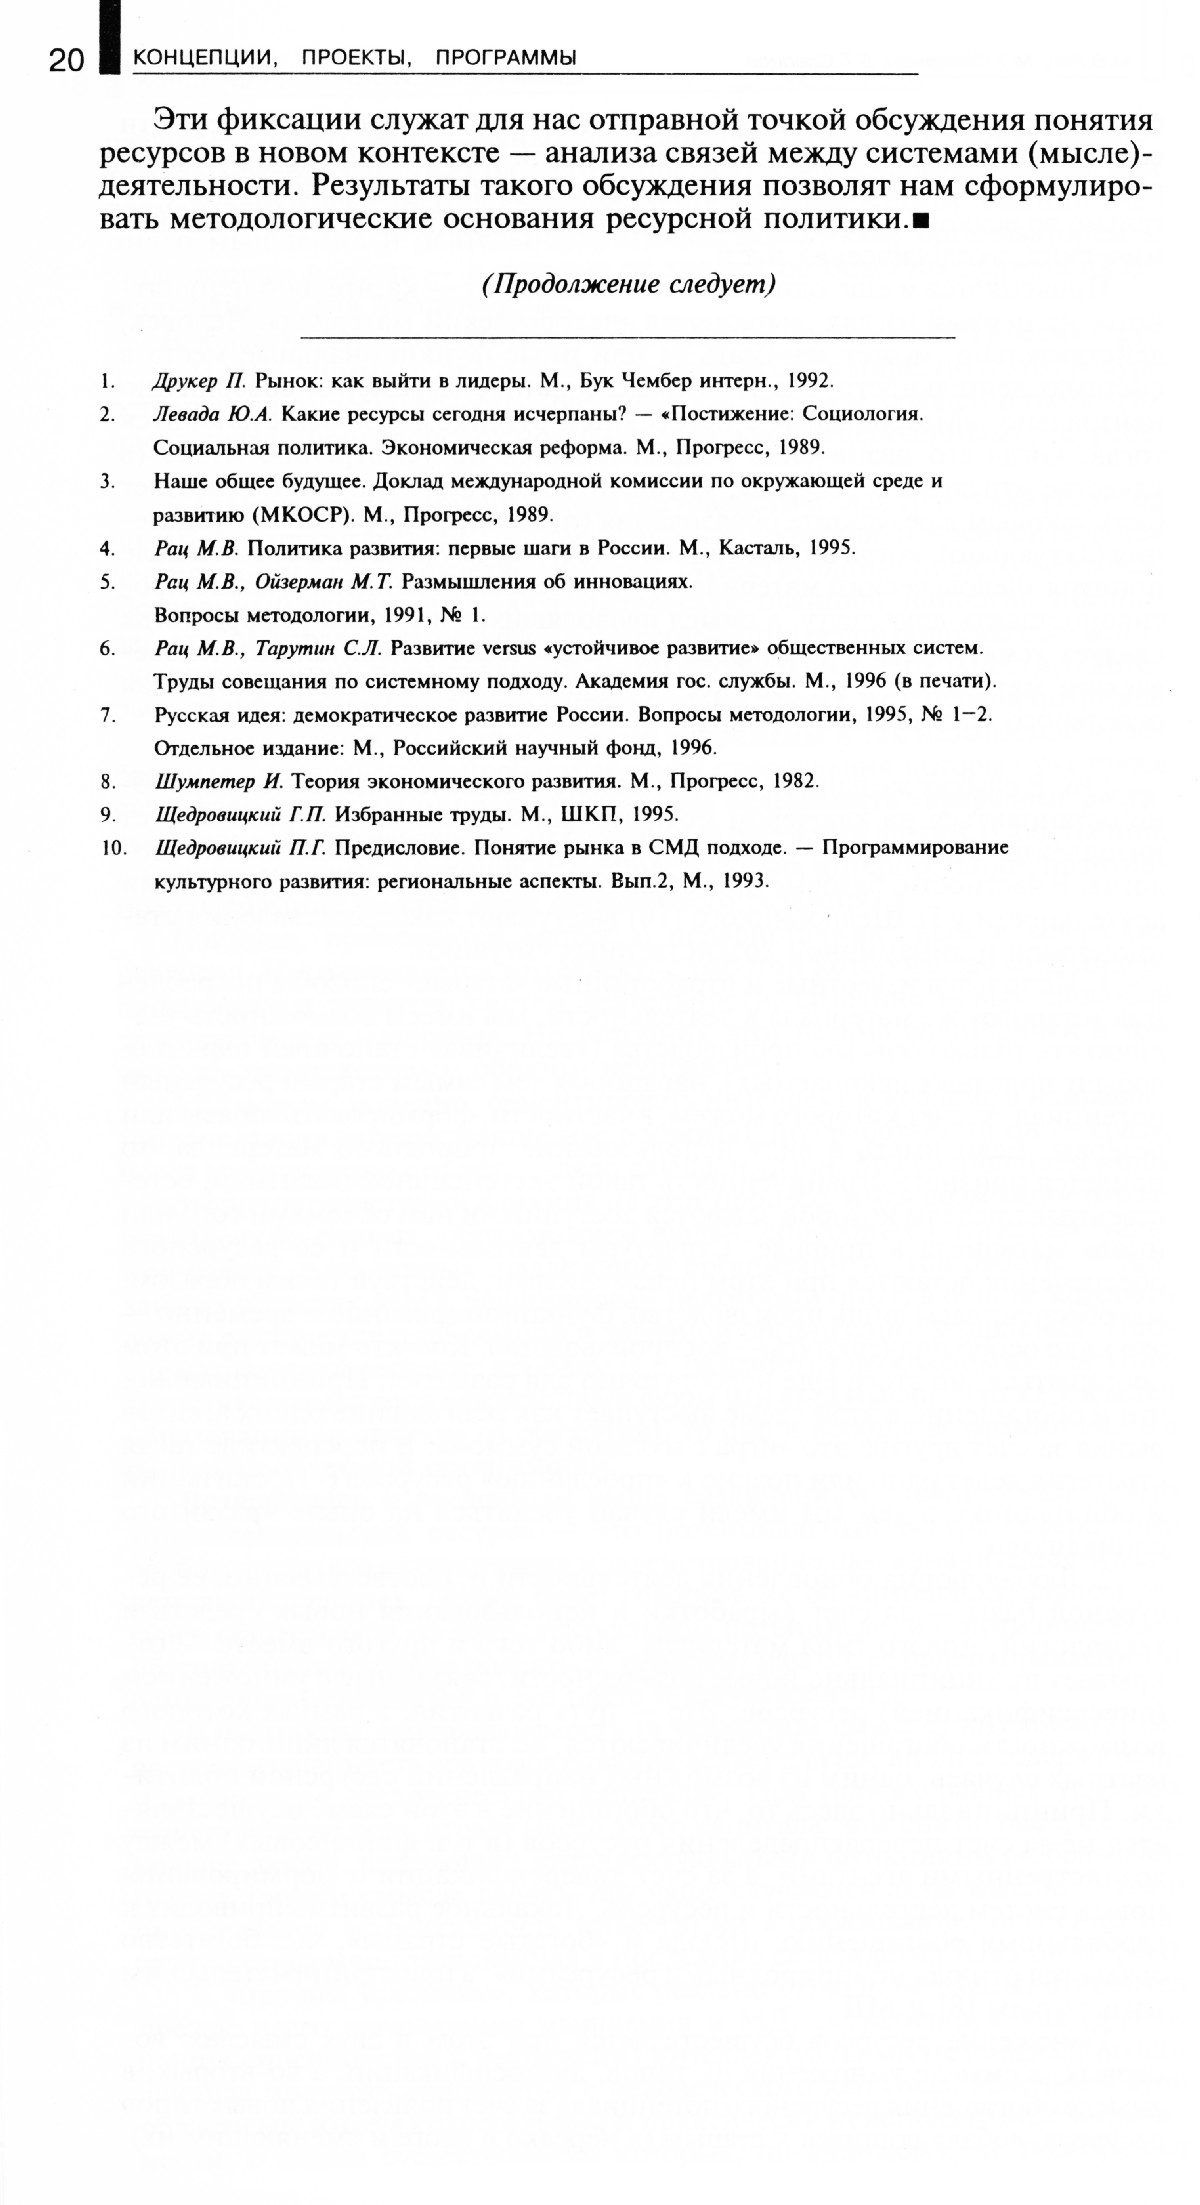 20 КОНЦЕПЦИИ, ПРОЕКТЫ, ПРОГРАММЫ
Эти фиксации служат для нас отправной точкой обсуждения понятия
ресурсов в новом контексте — анализа связей между системами (мысле)-
деятельности. Результаты такого обсуждения позволят нам сформулиро-
вать методологические основания ресурсной политики.■
(Продолжение следует)
1. Друкер П. Рынок: как выйти в лидеры. М., Бук Чембер интерн., 1992.
2. Левада Ю.А. Какие ресурсы сегодня исчерпаны? — «Постижение: Социология.
Социальная политика. Экономическая реформа. М., Прогресс, 1989.
3. Наше общее будущее. Доклад международной комиссии по окружающей среде и
развитию (МКОСР). М., Прогресс, 1989.
4. Рац М.В. Политика развития: первые шаги в России. М., Касталь, 1995.
5. Рац М.В., Ойзерман М.Т. Размышления об инновациях.
Вопросы методологии, 1991, № 1.
6. Рац М.В., Тарутин С.Л. Развитие versus «устойчивое развитие» общественных систем.
Труды совещания по системному подходу. Академия гос. службы. М., 1996 (в печати).
7. Русская идея: демократическое развитие России. Вопросы методологии, 1995, № 1—2.
Отдельное издание: М., Российский научный фонд, 1996.
8. Шумпетер И. Теория экономического развития. М., Прогресс, 1982.
9. Щедровицкий Г.П. Избранные труды. М., ШКП, 1995.
10. Щедровицкий П.Г. Предисловие. Понятие рынка в СМД подходе. — Программирование
культурного развития: региональные аспекты. Вып.2, М., 1993.